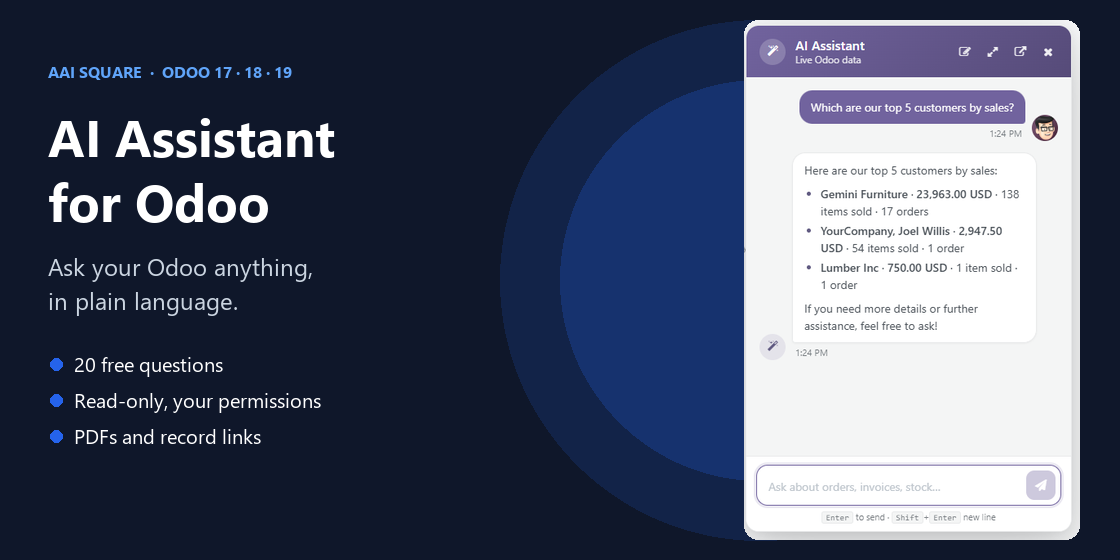 AAI SQUARE · ODOO 17 · 18 · 19
AI Assistant
for Odoo
Ask your Odoo anything,
in plain language.
20 free questions
Read-only, your permissions
PDFs and record links
AI Assistant
Live Odoo data
Which are our top 5 customers by sales?
1:24 PM
Here are our top 5 customers by sales:
• Gemini Furniture · 23,963.00 USD · 138
items sold · 17 orders
• YourCompany, Joel Willis · 2,947.50
USD · 54 items sold · 1 order
• Lumber Inc · 750.00 USD · 1 item sold ·
1 order
If you need more details or further
assistance, feel free to ask!
1:24 PM
Ask about orders, invoices, stock...
Enter to send · Shift + Enter new line